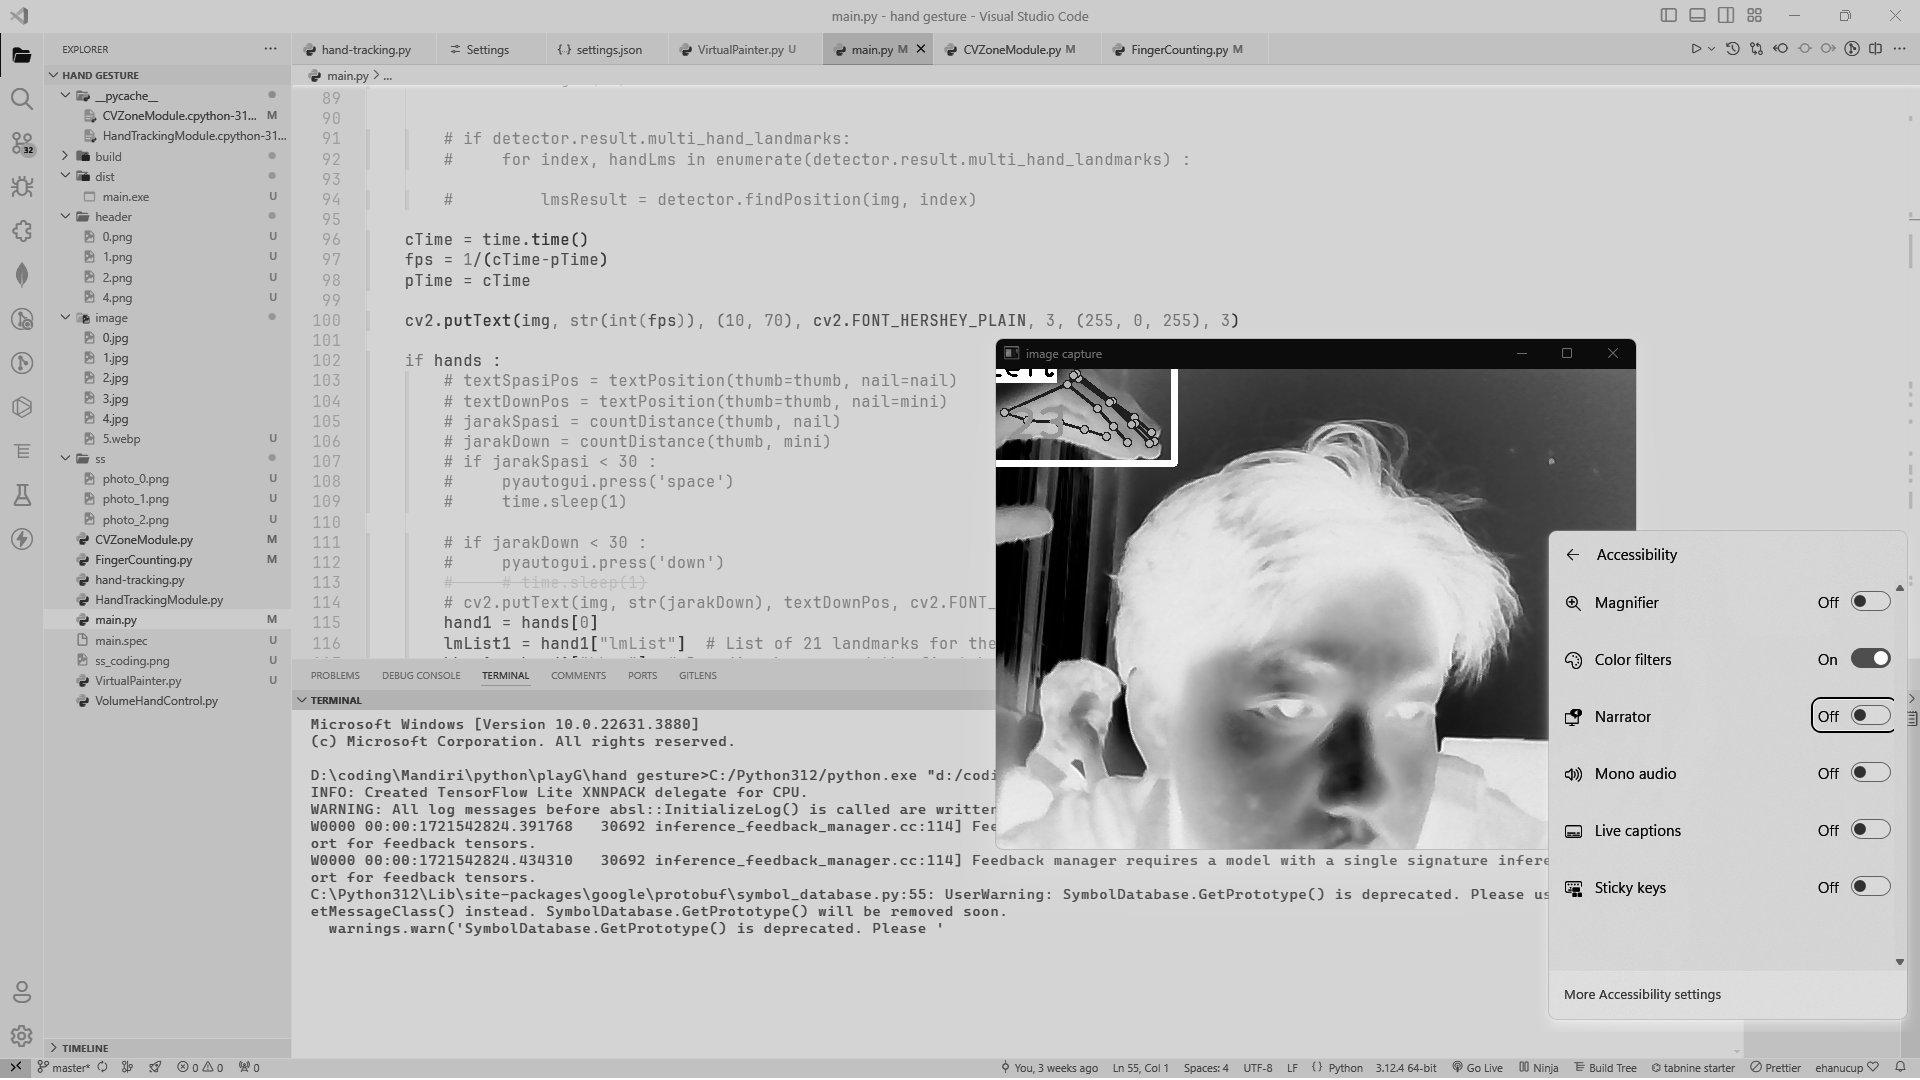 main.py - hand gesture - Visual Studio Code
EXPLORER
HAND GESTURE
__pycache__
CVZoneModule.cpython-31... M
HandTrackingModule.cpython-31...
build
dist
main.exe U
header
0.png U
1.png U
2.png U
4.png U
image
0.jpg
1.jpg
2.jpg
3.jpg
4.jpg
5.webp U
ss
photo_0.png U
photo_1.png U
photo_2.png U
CVZoneModule.py M
FingerCounting.py M
hand-tracking.py
HandTrackingModule.py
main.py M
main.spec U
ss_coding.png U
VirtualPainter.py U
VolumeHandControl.py
TIMELINE
32
hand-tracking.py
Settings
settings.json
VirtualPainter.py U
main.py M
CVZoneModule.py M
FingerCounting.py M
main.py > ...
89
90
91 # if detector.result.multi_hand_landmarks:
92 #     for index, handLms in enumerate(detector.result.multi_hand_landmarks) :
93
94 #         lmsResult = detector.findPosition(img, index)
95
96 cTime = time.time()
97 fps = 1/(cTime-pTime)
98 pTime = cTime
99
100 cv2.putText(img, str(int(fps)), (10, 70), cv2.FONT_HERSHEY_PLAIN, 3, (255, 0, 255), 3)
101
102 if hands :
103 # textSpasiPos = textPosition(thumb=thumb, nail=nail)
104 # textDownPos = textPosition(thumb=thumb, nail=mini)
105 # jarakSpasi = countDistance(thumb, nail)
106 # jarakDown = countDistance(thumb, mini)
107 # if jarakSpasi < 30 :
108 #     pyautogui.press('space')
109 #     time.sleep(1)
110
111 # if jarakDown < 30 :
112 #     pyautogui.press('down')
113 #     # time.sleep(1)
114 # cv2.putText(img, str(jarakDown), textDownPos, cv2.FONT_
115 hand1 = hands[0]
116 lmList1 = hand1["lmList"]  # List of 21 landmarks for the
image capture
23
PROBLEMS DEBUG CONSOLE TERMINAL COMMENTS PORTS GITLENS
TERMINAL
Microsoft Windows [Version 10.0.22631.3880]
(c) Microsoft Corporation. All rights reserved.
D:\coding\Mandiri\python\playG\hand gesture>C:/Python312/python.exe "d:/codi
INFO: Created TensorFlow Lite XNNPACK delegate for CPU.
WARNING: All log messages before absl::InitializeLog() is called are written
W0000 00:00:1721542824.391768   30692 inference_feedback_manager.cc:114] Fee
ort for feedback tensors.
W0000 00:00:1721542824.434310   30692 inference_feedback_manager.cc:114] Feedback manager requires a model with a single signature infere
ort for feedback tensors.
C:\Python312\Lib\site-packages\google\protobuf\symbol_database.py:55: UserWarning: SymbolDatabase.GetPrototype() is deprecated. Please us
etMessageClass() instead. SymbolDatabase.GetPrototype() will be removed soon.
warnings.warn('SymbolDatabase.GetPrototype() is deprecated. Please '
Accessibility
Magnifier Off
Color filters On
Narrator Off
Mono audio Off
Live captions Off
Sticky keys Off
More Accessibility settings
master* 0 0 0 You, 3 weeks ago Ln 55, Col 1 Spaces: 4 UTF-8 LF Python 3.12.4 64-bit Go Live Ninja Build Tree tabnine starter Prettier ehanucup